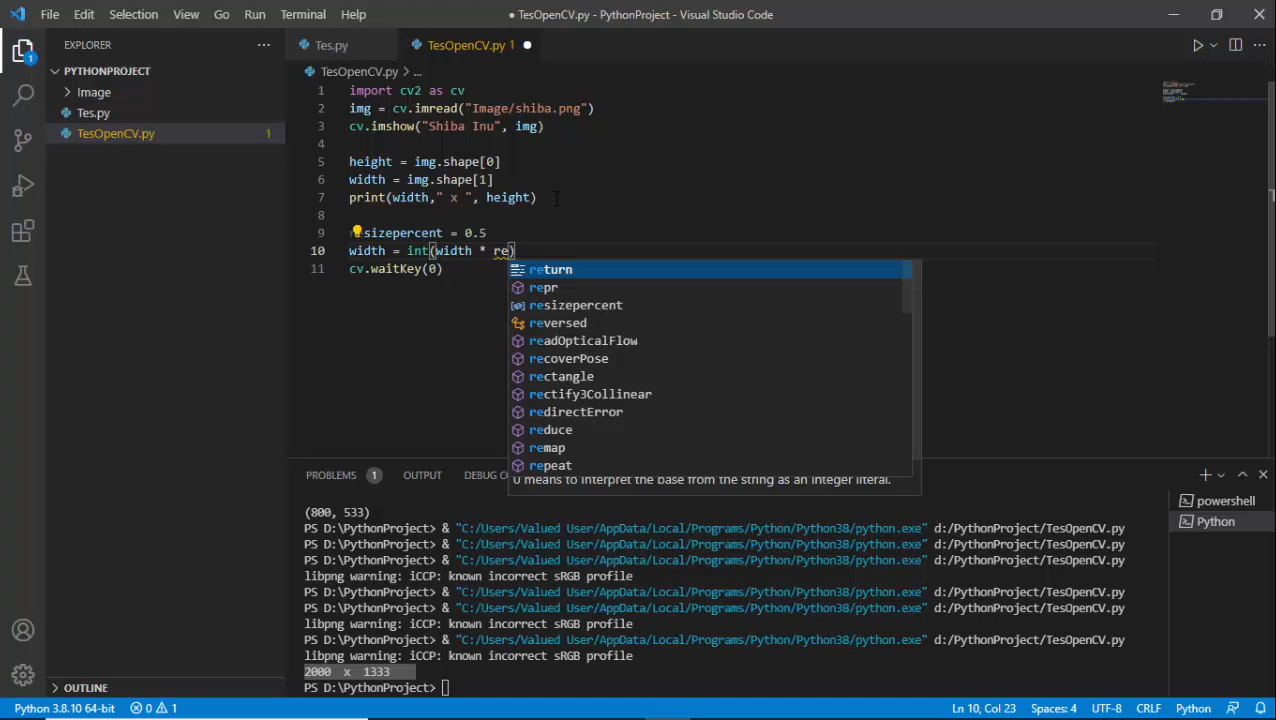 File Edit Selection View Go Run Terminal Help
● TesOpenCV.py - PythonProject - Visual Studio Code
EXPLORER
Tes.py
TesOpenCV.py 1
1
PYTHONPROJECT
Image
Tes.py
TesOpenCV.py 1
TesOpenCV.py > ...
1 import cv2 as cv
2 img = cv.imread("Image/shiba.png")
3 cv.imshow("Shiba Inu", img)
4
5 height = img.shape[0]
6 width = img.shape[1]
7 print(width," x ", height)
8
9 resizepercent = 0.5
10 width = int(width * re)
11 cv.waitKey(0)
return
repr
resizepercent
reversed
readOpticalFlow
recoverPose
rectangle
rectify3Collinear
redirectError
reduce
remap
repeat
0 means to interpret the base from the string as an integer literal.
PROBLEMS 1 OUTPUT DEBUG CO
powershell
Python
(800, 533)
PS D:\PythonProject> & "C:/Users/Valued User/AppData/Local/Programs/Python/Python38/python.exe" d:/PythonProject/TesOpenCV.py
PS D:\PythonProject> & "C:/Users/Valued User/AppData/Local/Programs/Python/Python38/python.exe" d:/PythonProject/TesOpenCV.py
PS D:\PythonProject> & "C:/Users/Valued User/AppData/Local/Programs/Python/Python38/python.exe" d:/PythonProject/TesOpenCV.py
libpng warning: iCCP: known incorrect sRGB profile
PS D:\PythonProject> & "C:/Users/Valued User/AppData/Local/Programs/Python/Python38/python.exe" d:/PythonProject/TesOpenCV.py
PS D:\PythonProject> & "C:/Users/Valued User/AppData/Local/Programs/Python/Python38/python.exe" d:/PythonProject/TesOpenCV.py
libpng warning: iCCP: known incorrect sRGB profile
PS D:\PythonProject> & "C:/Users/Valued User/AppData/Local/Programs/Python/Python38/python.exe" d:/PythonProject/TesOpenCV.py
libpng warning: iCCP: known incorrect sRGB profile
2000 x 1333
PS D:\PythonProject>
OUTLINE
Python 3.8.10 64-bit 0 1 Ln 10, Col 23 Spaces: 4 UTF-8 CRLF Python